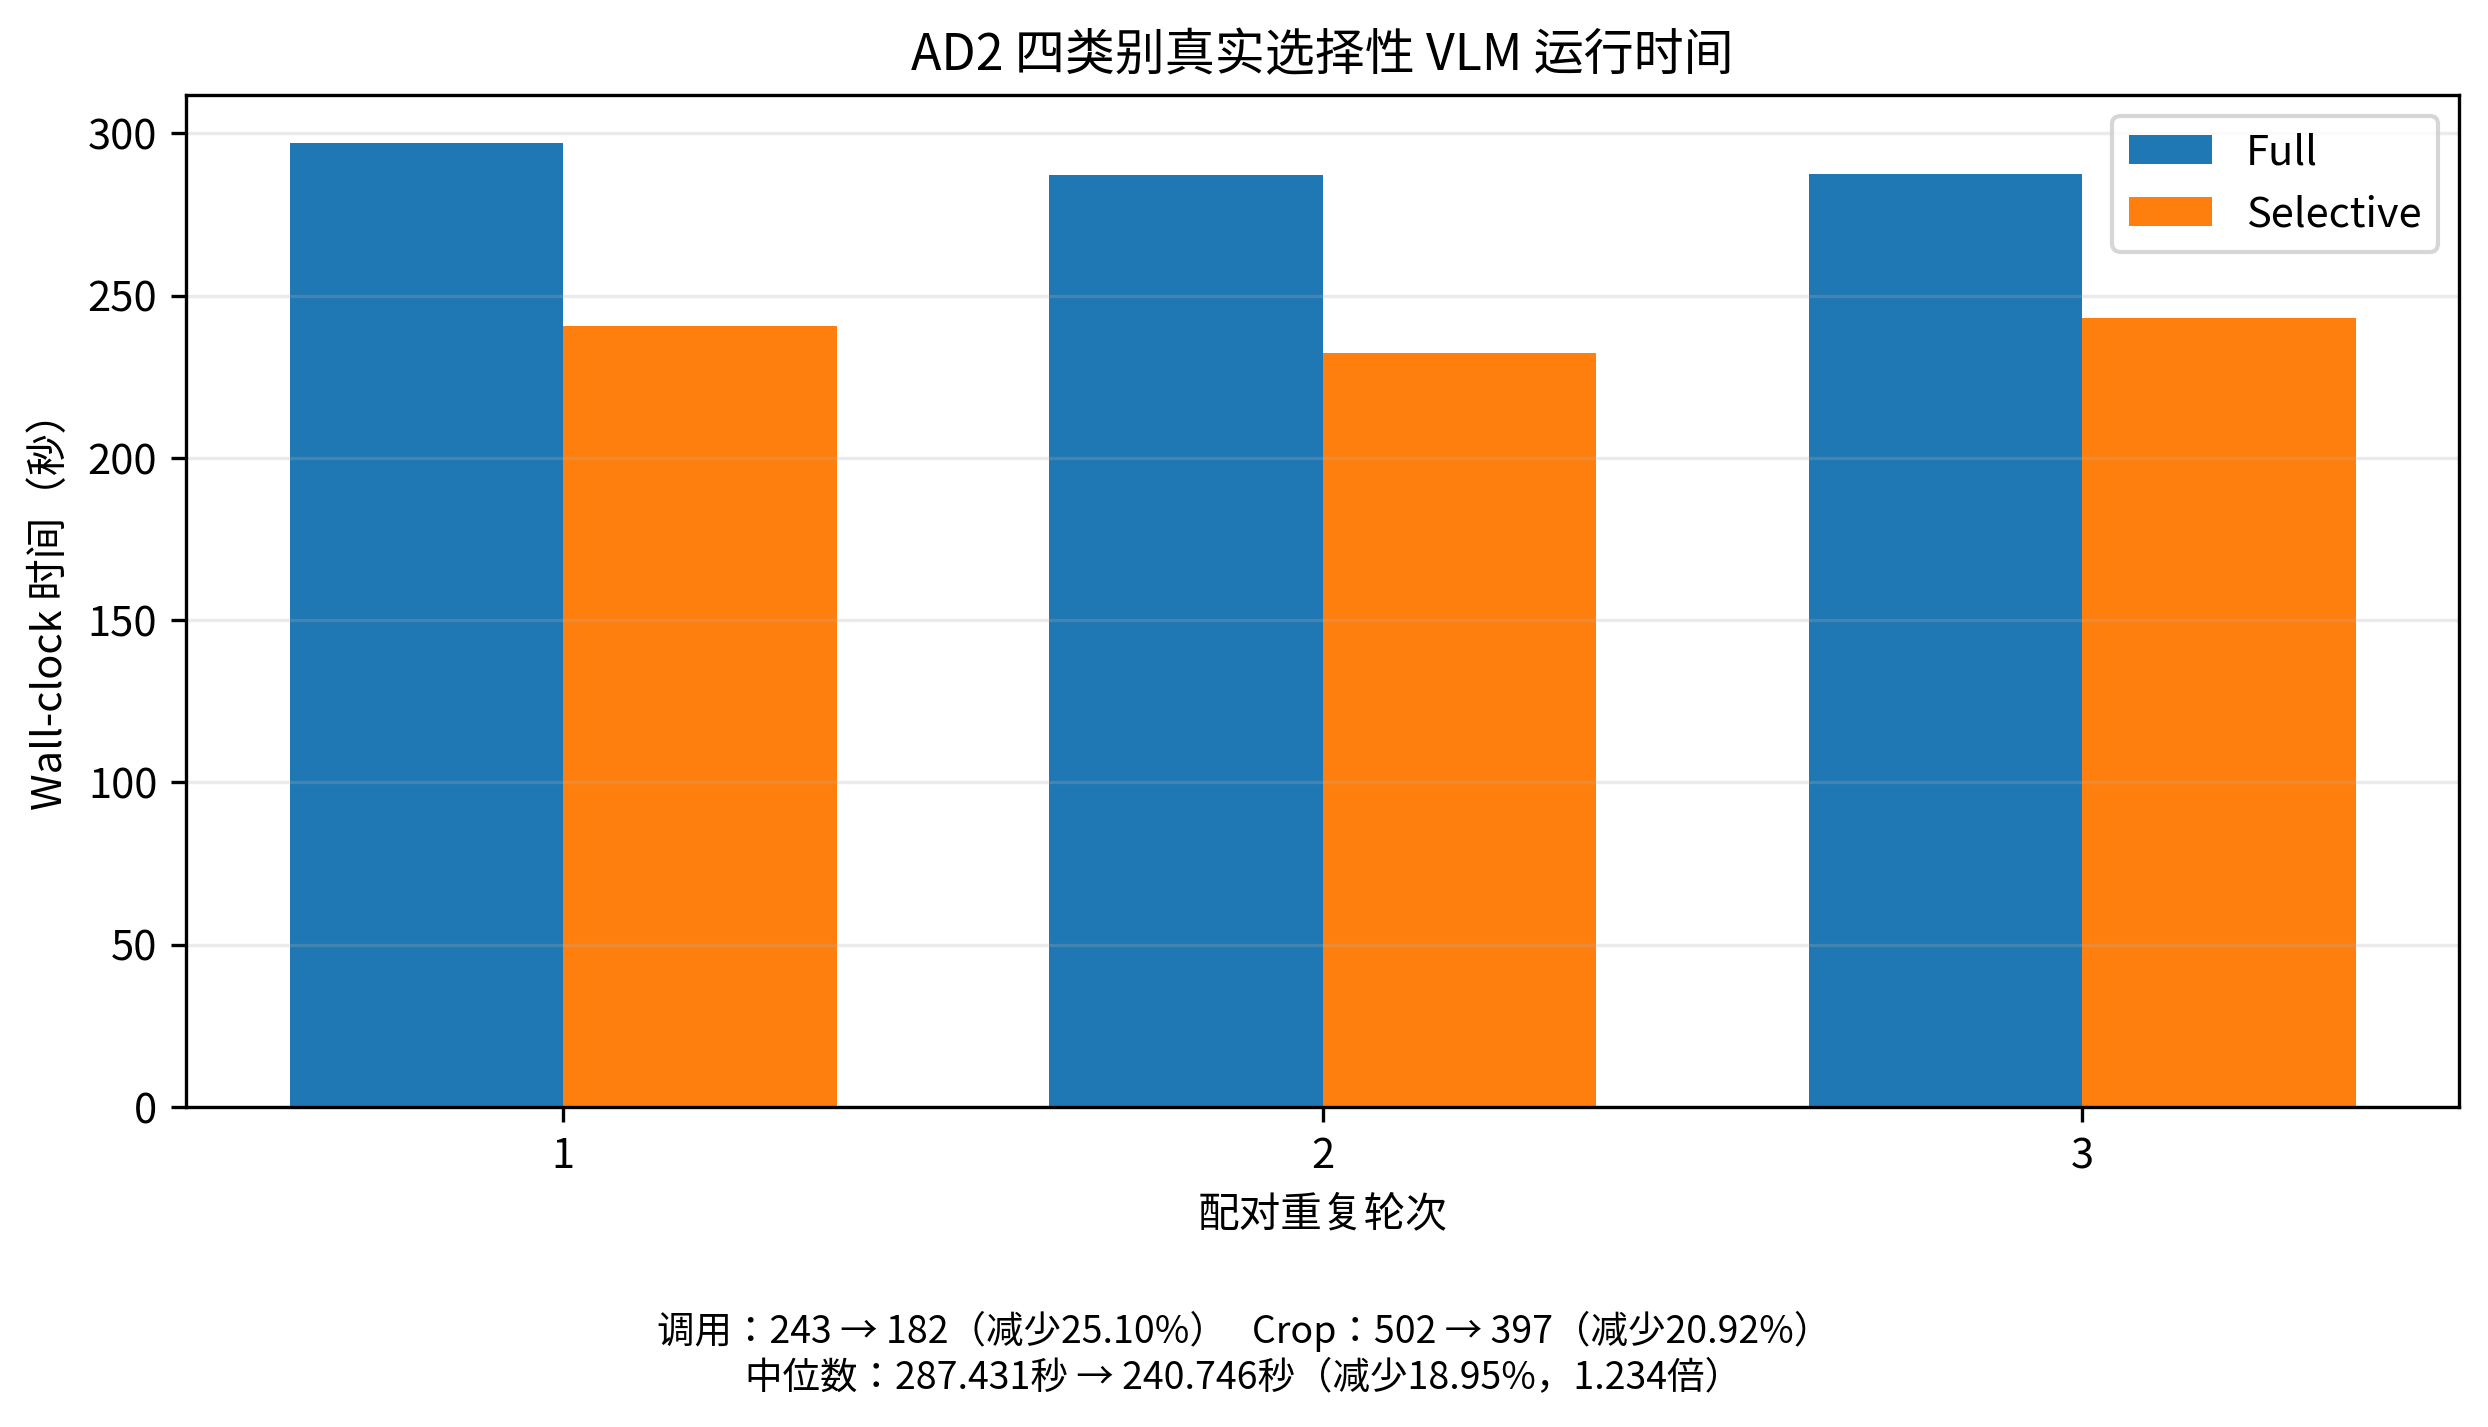 AD2 四类别真实选择性 VLM 运行时间
300
250
200
150
100
50
0
Wall-clock 时间（秒）
Full
Selective
1
2
3
配对重复轮次
调用：243 → 182（减少25.10%） Crop：502 → 397（减少20.92%）
中位数：287.431秒 → 240.746秒（减少18.95%，1.234倍）